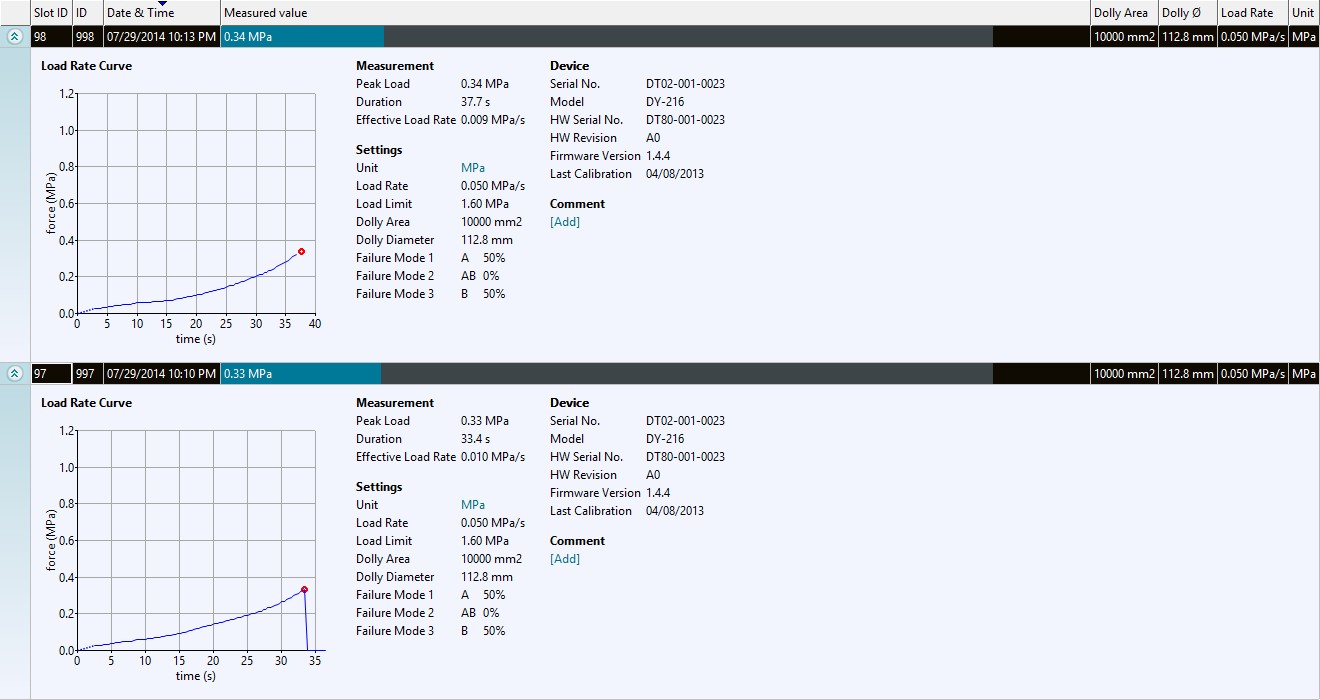 Slot ID ID Date & Time Measured value Dolly Area Dolly Ø Load Rate Unit
98 998 07/29/2014 10:13 PM 0.34 MPa 10000 mm2 112.8 mm 0.050 MPa/s MPa
Load Rate Curve
1.2
1.0
0.8
0.6
0.4
0.2
0.0
force (MPa)
0 5 10 15 20 25 30 35 40
time (s)
Measurement
Peak Load 0.34 MPa
Duration 37.7 s
Effective Load Rate 0.009 MPa/s
Settings
Unit MPa
Load Rate 0.050 MPa/s
Load Limit 1.60 MPa
Dolly Area 10000 mm2
Dolly Diameter 112.8 mm
Failure Mode 1 A 50%
Failure Mode 2 AB 0%
Failure Mode 3 B 50%
Device
Serial No. DT02-001-0023
Model DY-216
HW Serial No. DT80-001-0023
HW Revision A0
Firmware Version 1.4.4
Last Calibration 04/08/2013
Comment
[Add]
97 997 07/29/2014 10:10 PM 0.33 MPa 10000 mm2 112.8 mm 0.050 MPa/s MPa
Load Rate Curve
1.2
1.0
0.8
0.6
0.4
0.2
0.0
force (MPa)
0 5 10 15 20 25 30 35
time (s)
Measurement
Peak Load 0.33 MPa
Duration 33.4 s
Effective Load Rate 0.010 MPa/s
Settings
Unit MPa
Load Rate 0.050 MPa/s
Load Limit 1.60 MPa
Dolly Area 10000 mm2
Dolly Diameter 112.8 mm
Failure Mode 1 A 50%
Failure Mode 2 AB 0%
Failure Mode 3 B 50%
Device
Serial No. DT02-001-0023
Model DY-216
HW Serial No. DT80-001-0023
HW Revision A0
Firmware Version 1.4.4
Last Calibration 04/08/2013
Comment
[Add]